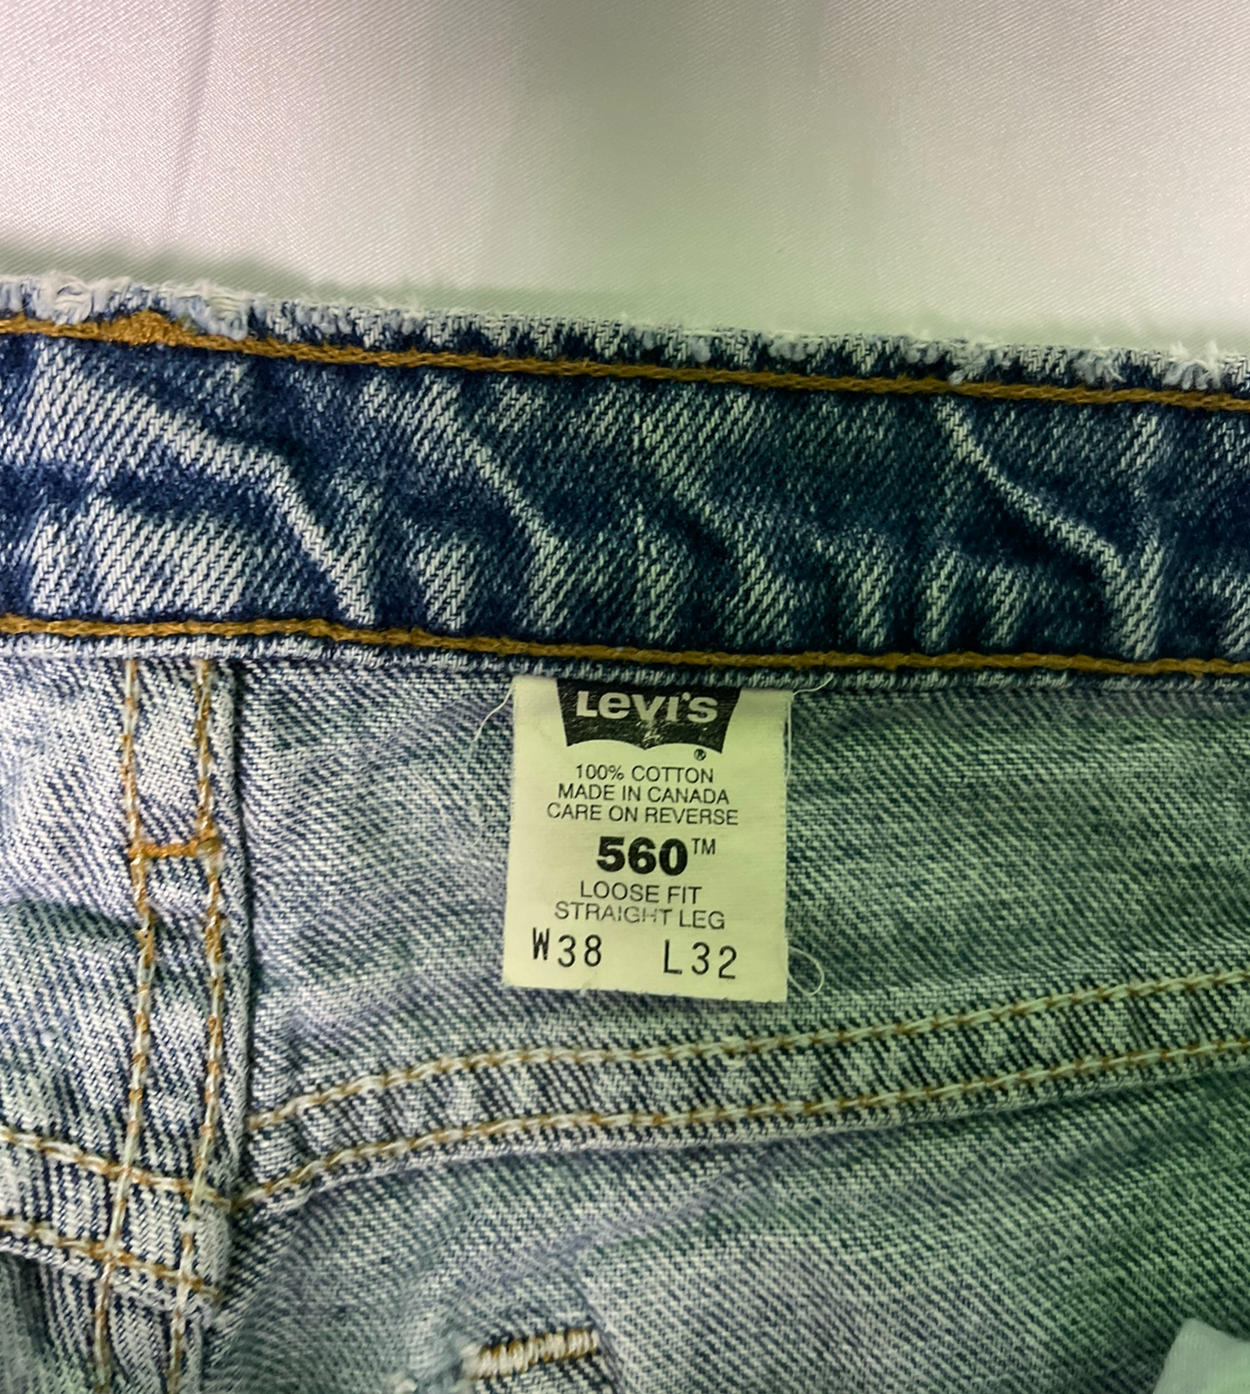 Levi's
®
100% COTTON
MADE IN CANADA
CARE ON REVERSE
560™
LOOSE FIT
STRAIGHT LEG
W38 L32